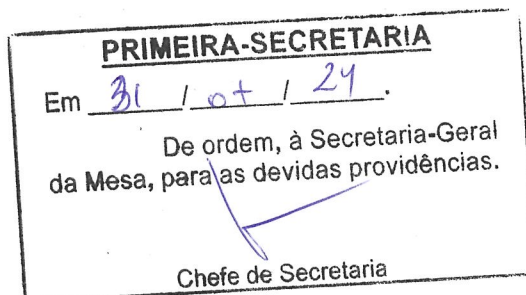 PRIMEIRA-SECRETARIA
Em 31 / 07 / 24.
De ordem, à Secretaria-Geral
da Mesa, para as devidas providências.
Chefe de Secretaria